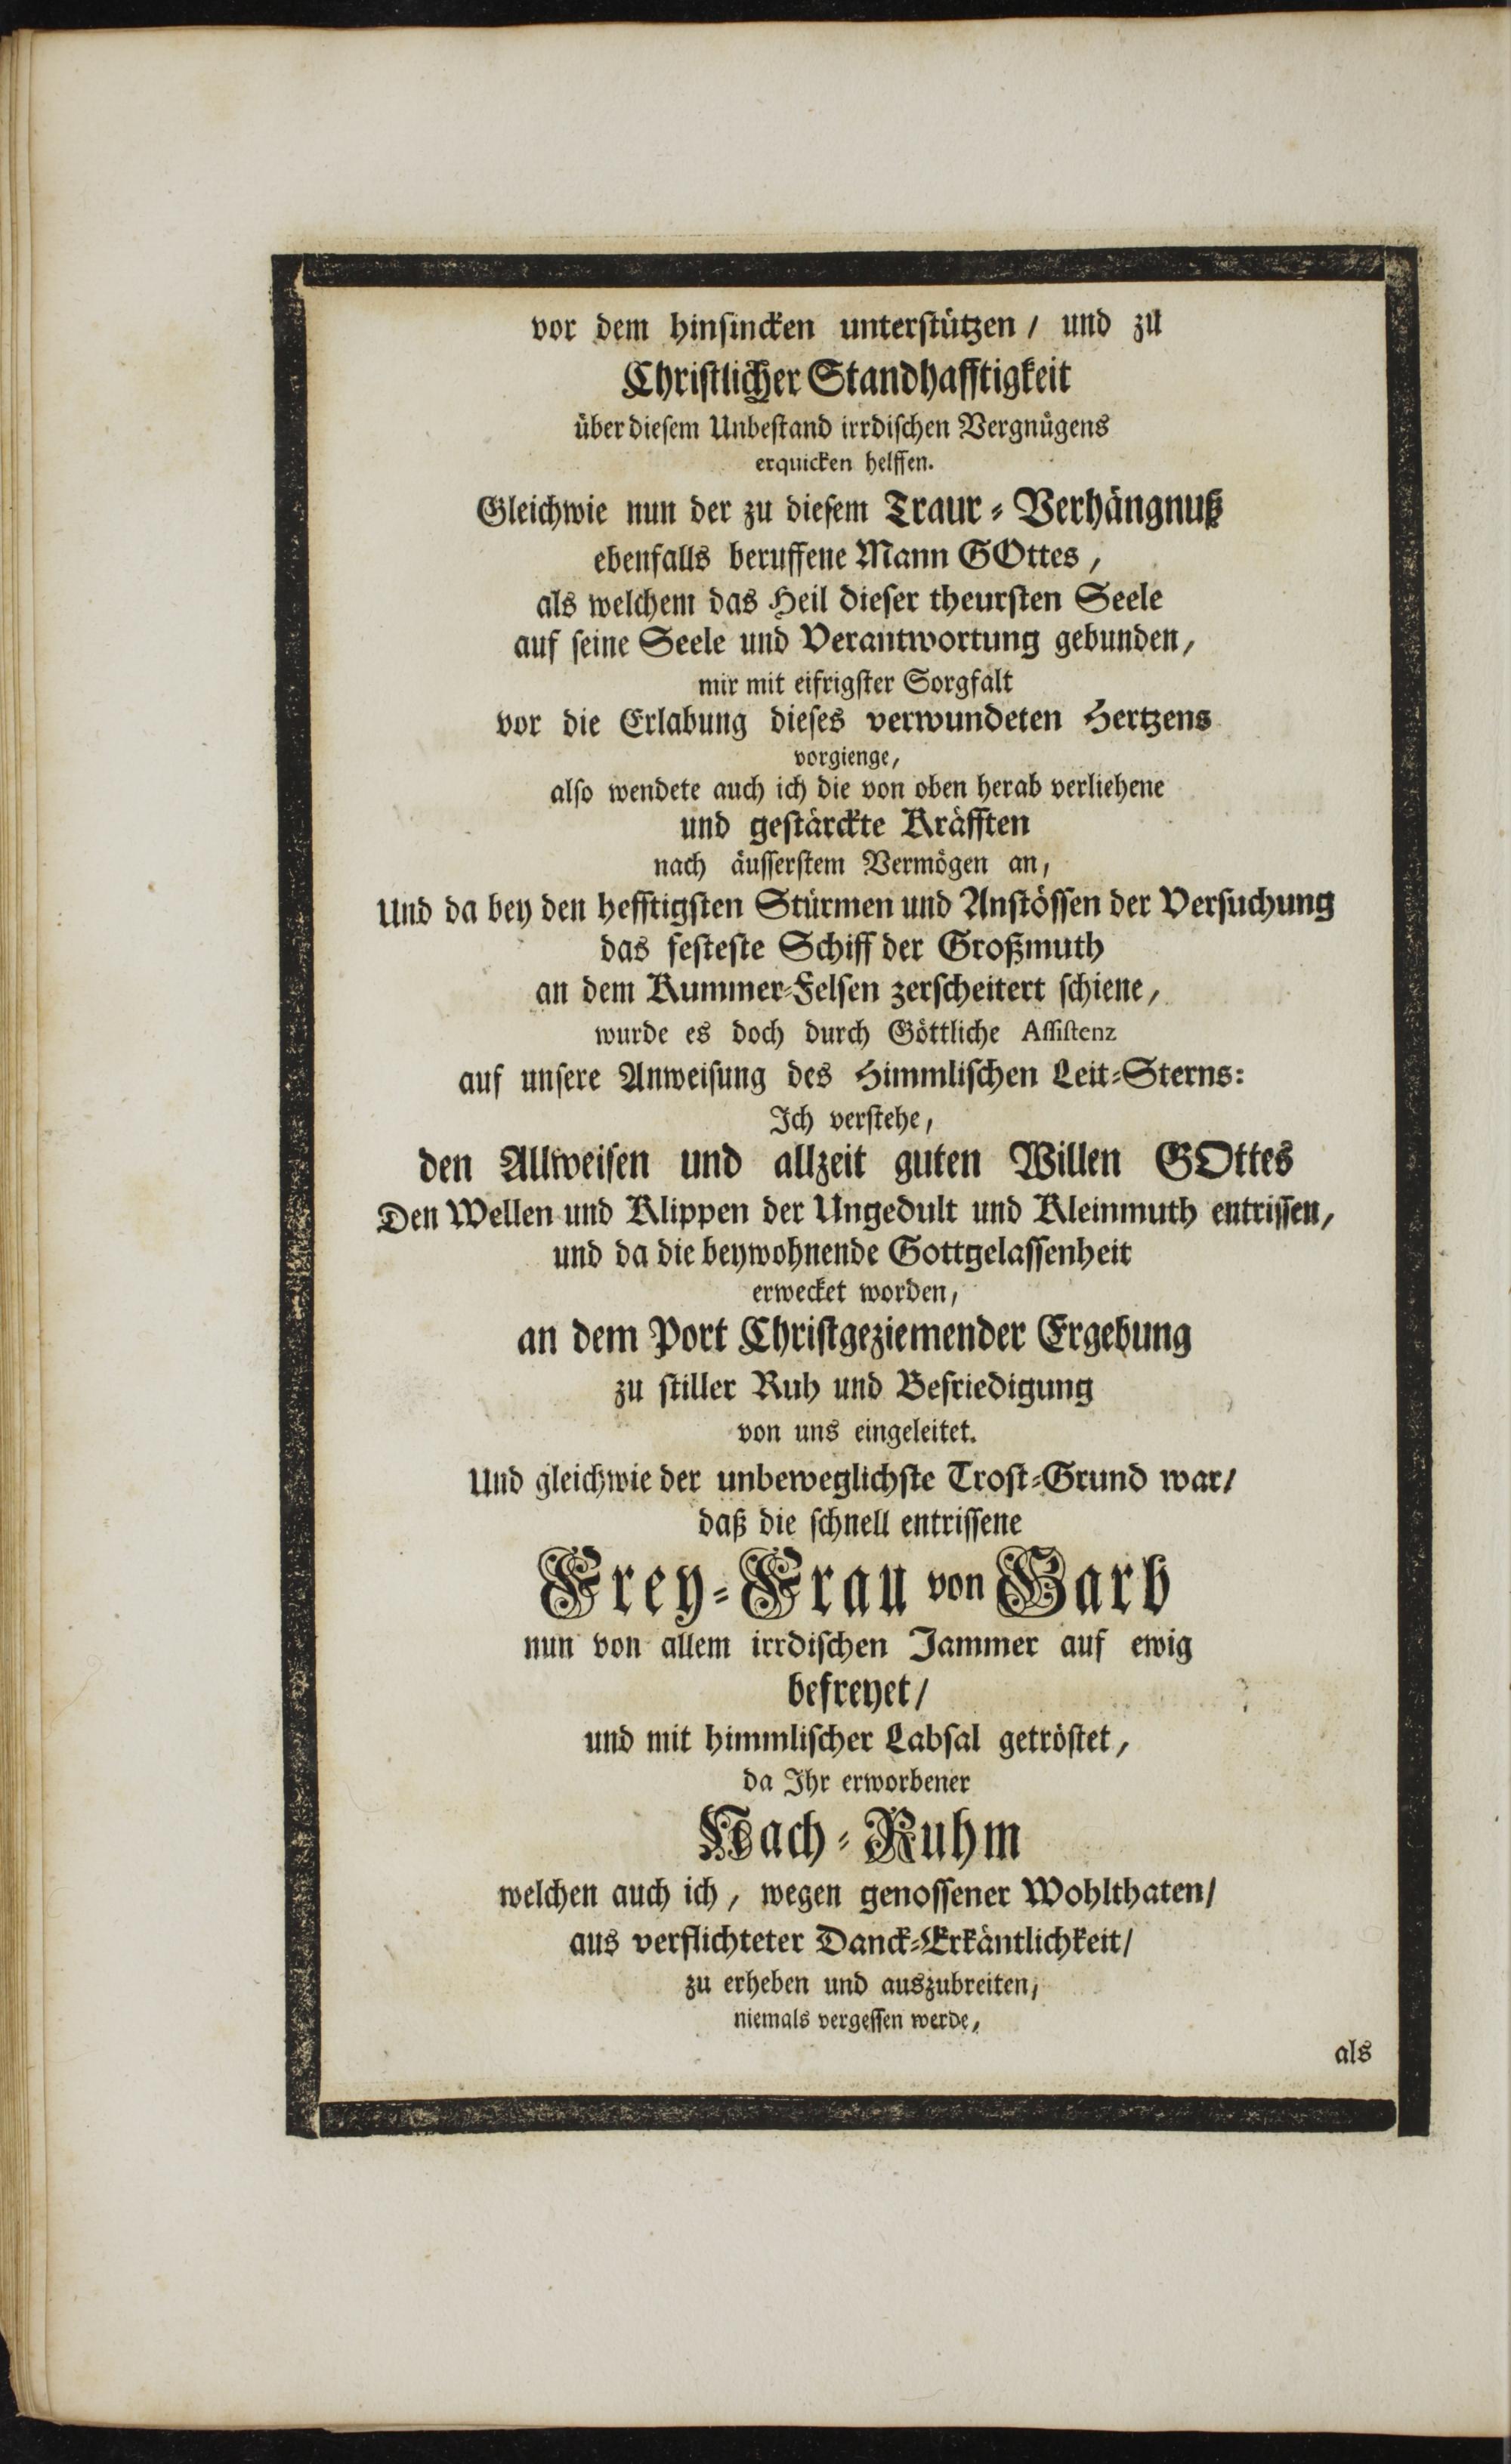 vor dem hinsincken unterstützen / und zu
Christlicher Standhafftigkeit
über diesem Unbestand irrdischen Vergnügens
erquicken helffen.
Gleichwie nun der zu diesem Traur-Verhängnuß
ebenfalls beruffene Mann GOttes,
als welchem das Heil dieser theursten Seele
auf seine Seele und Verantwortung gebunden,
mir mit eifrigster Sorgfalt
vor die Erlabung dieses verwundeten Hertzens
vorgienge,
also wendete auch ich die von oben herab verliehene
und gestärckte Kräfften
nach äusserstem Vermögen an,
Und da bey den hefftigsten Stürmen und Anstössen der Versuchung
das festeste Schiff der Großmuth
an dem Kummer-Felsen zerscheitert schiene,
wurde es doch durch Göttliche Assistenz
auf unsere Anweisung des Himmlischen Leit-Sterns:
Ich verstehe,
den Allweisen und allzeit guten Willen GOttes
Den Wellen und Klippen der Ungedult und Kleinmuth entrissen,
und da die beywohnende Gottgelassenheit
erwecket worden,
an dem Port Christgeziemender Ergebung
zu stiller Ruh und Befriedigung
von uns eingeleitet.
Und gleichwie der unbeweglichste Trost-Grund war/
daß die schnell entrissene
Frey-Frau von Garb
nun von allem irrdischen Jammer auf ewig
befreyet/
und mit himmlischer Labsal getröstet,
da Ihr erworbener
Nach-Ruhm
welchen auch ich, wegen genossener Wohlthaten/
aus verflichteter Danck-Erkäntlichkeit/
zu erheben und auszubreiten,
niemals vergessen werde,
als